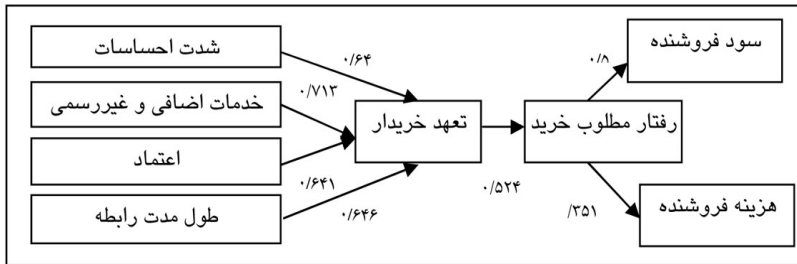 شدت احساسات
خدمات اضافی و غیررسمی
اعتماد
طول مدت رابطه
۰/۶۴
۰/۷۱۳
۰/۶۴۱
۰/۶۴۶
تعهد خریدار
۰/۵۲۴
رفتار مطلوب خرید
۰/۸
/۳۵۱
سود فروشنده
هزینه فروشنده